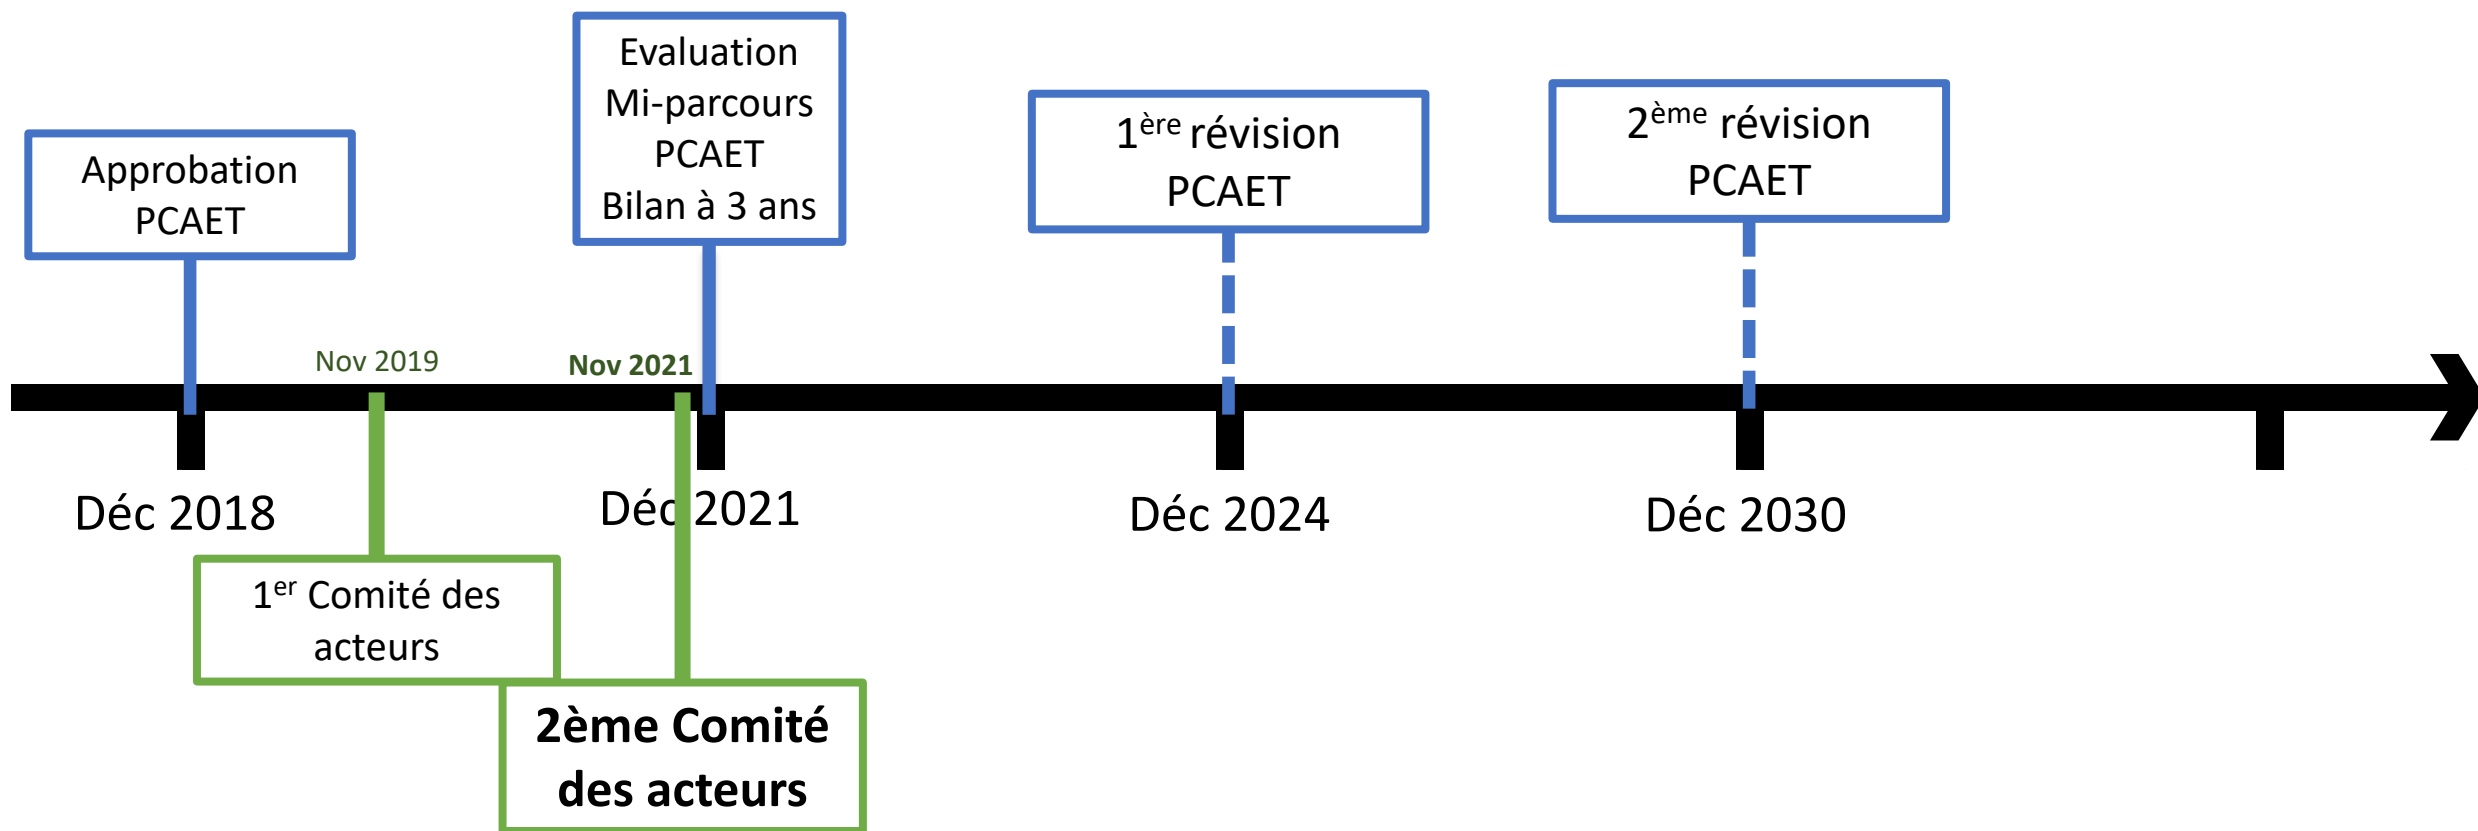 Approbation
PCAET
Evaluation
Mi-parcours
PCAET
Bilan à 3 ans
1ère révision
PCAET
2ème révision
PCAET
Nov 2019
Nov 2021
Déc 2018
Déc 2021
Déc 2024
Déc 2030
1er Comité des
acteurs
2ème Comité
des acteurs